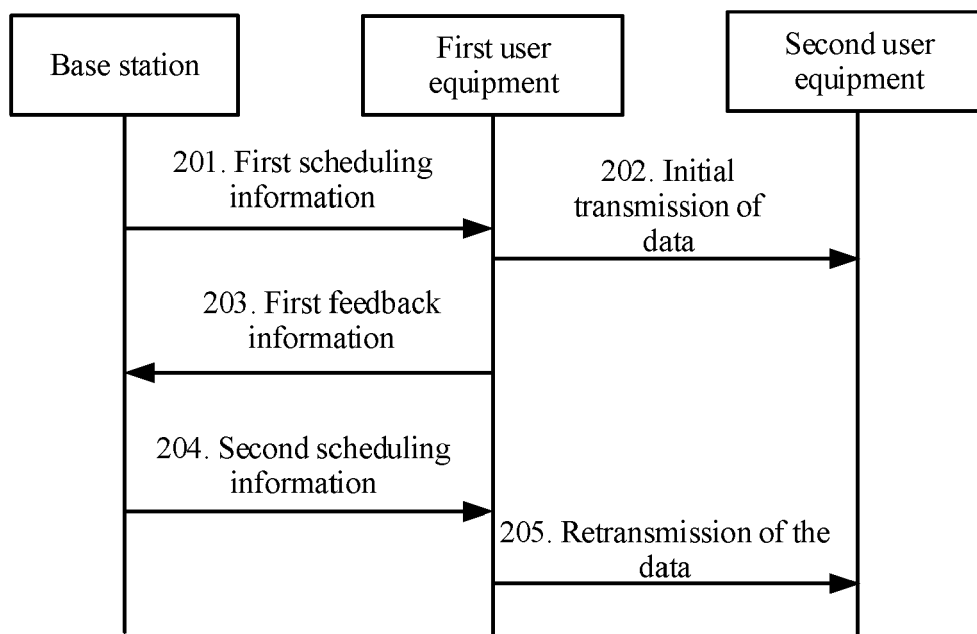 Base station
First user
equipment
Second user
equipment
201. First scheduling
information
202. Initial
transmission of
data
203. First feedback
information
204. Second scheduling
information
205. Retransmission of the
data